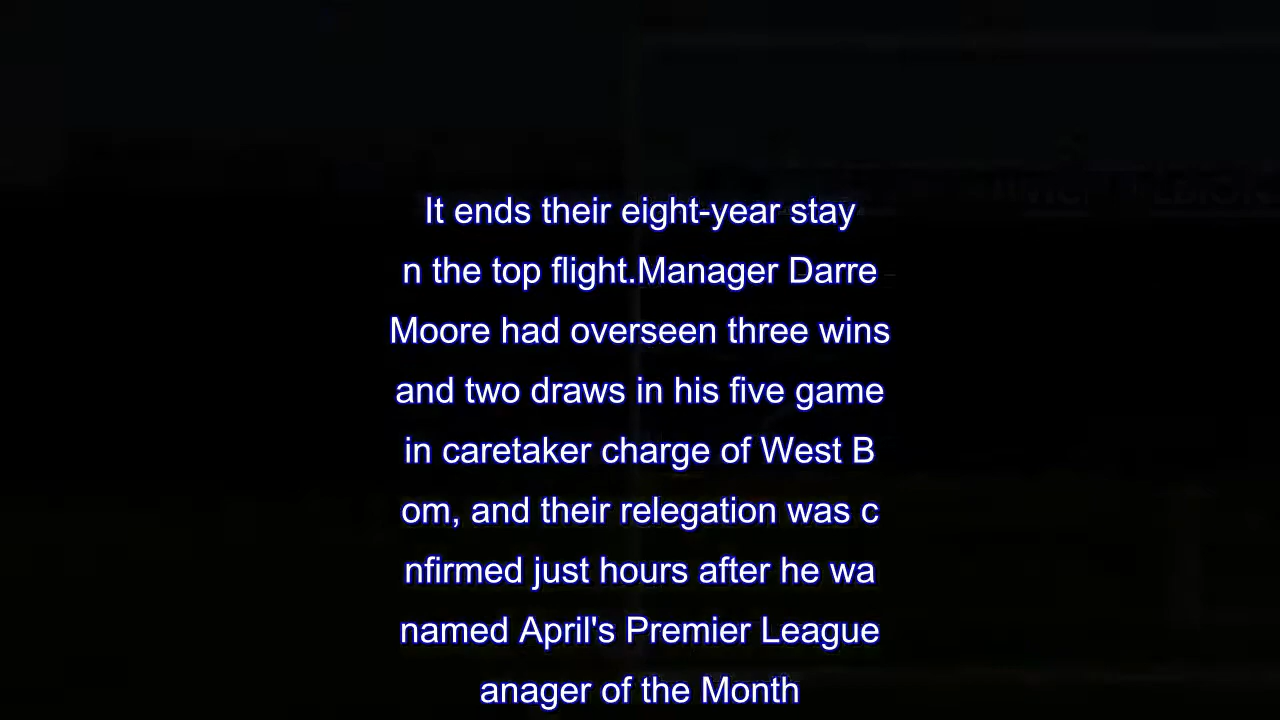 It ends their eight-year stay
n the top flight.Manager Darre
Moore had overseen three wins
and two draws in his five game
in caretaker charge of West B
om, and their relegation was c
nfirmed just hours after he wa
named April's Premier League
anager of the Month